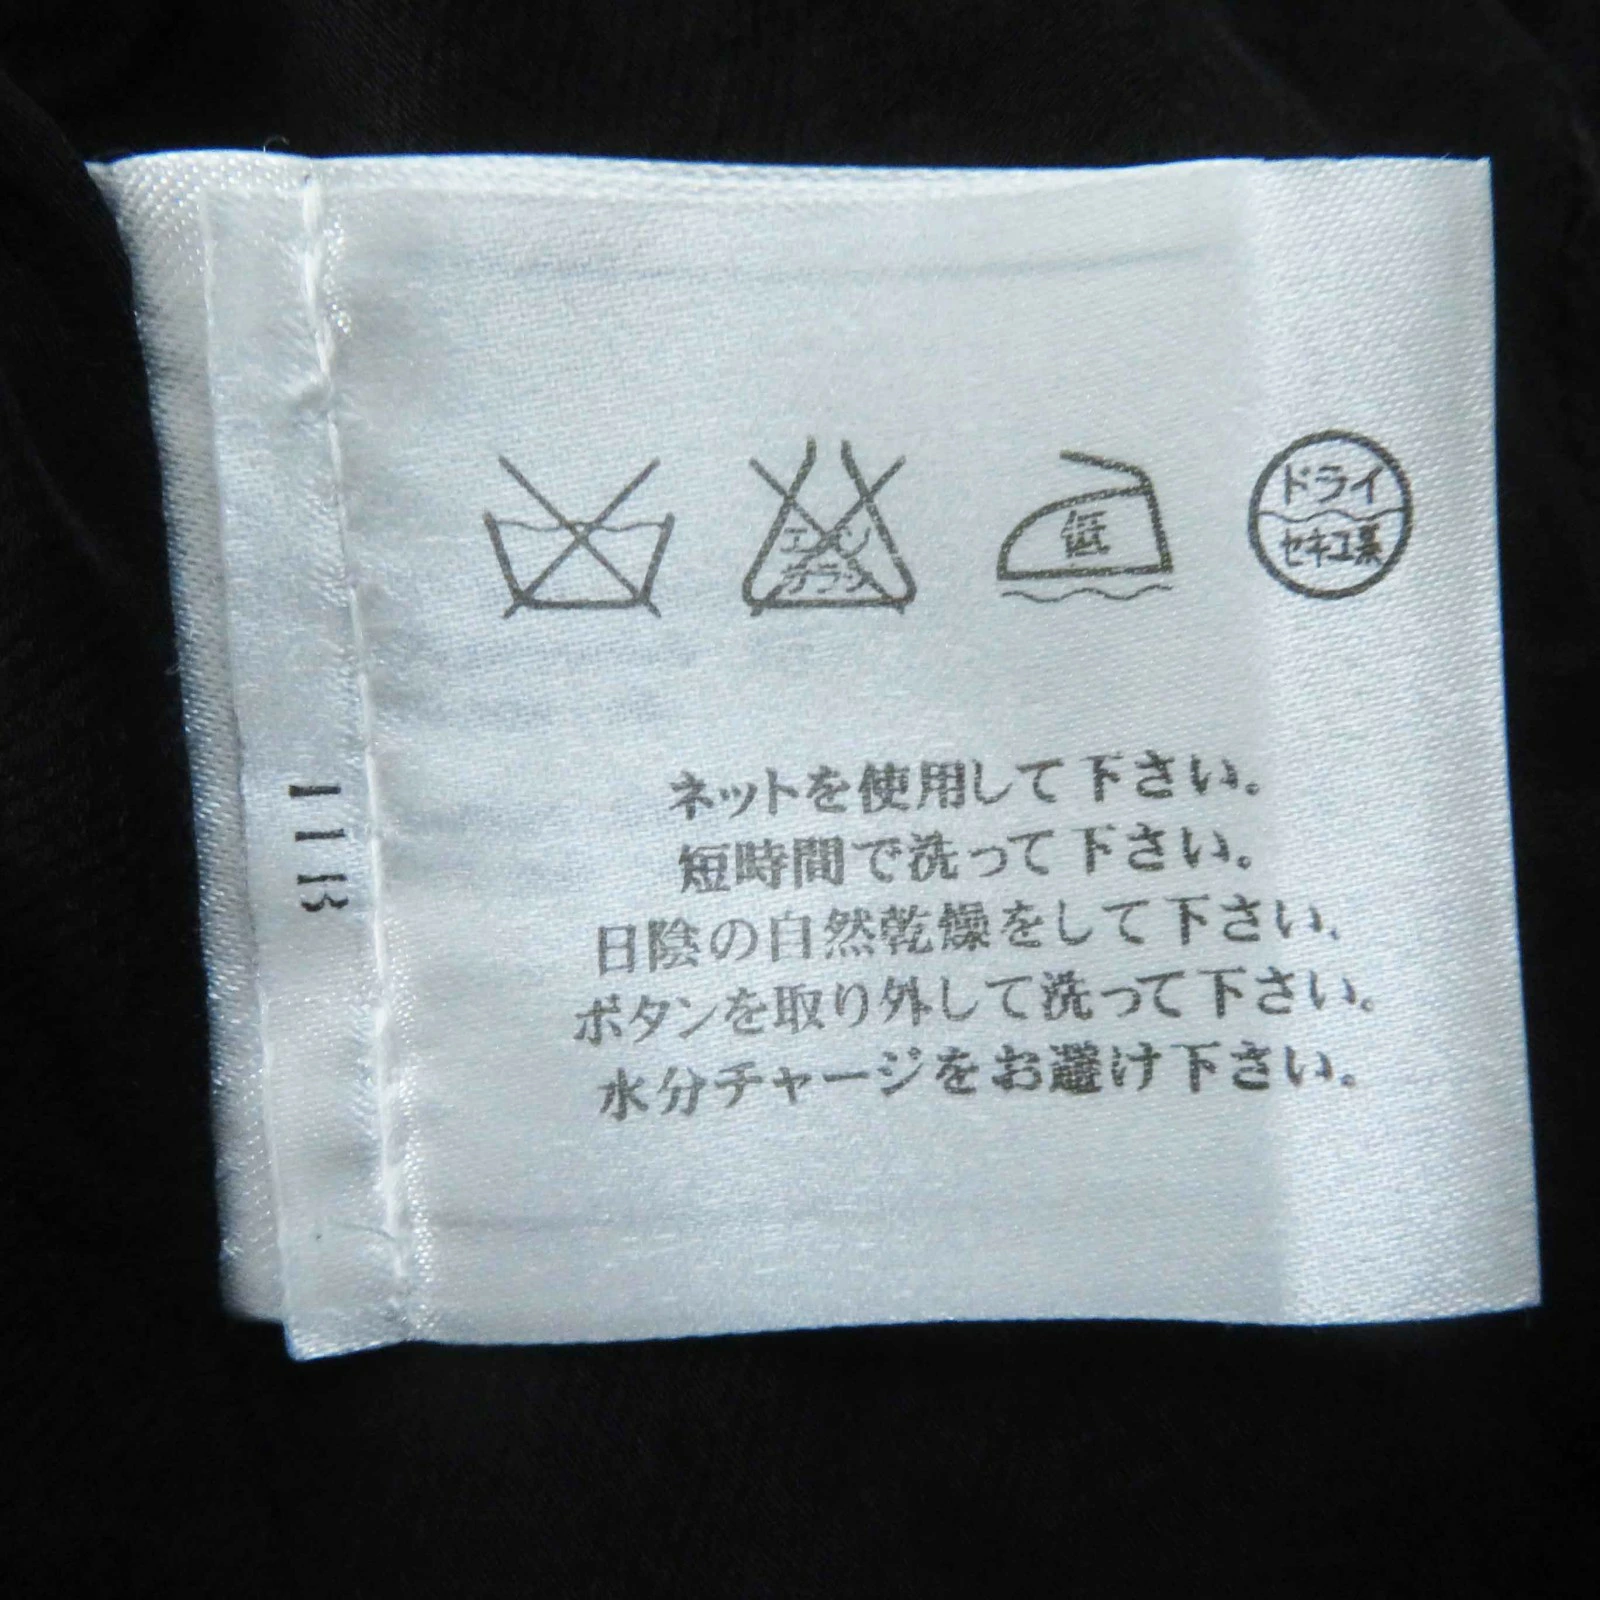 エンソ
サラシ
低
ドライ
セキユ系
ネットを使用して下さい。
短時間で洗って下さい。
日陰の自然乾燥をして下さい。
ボタンを取り外して洗って下さい。
水分チャージをお避け下さい。